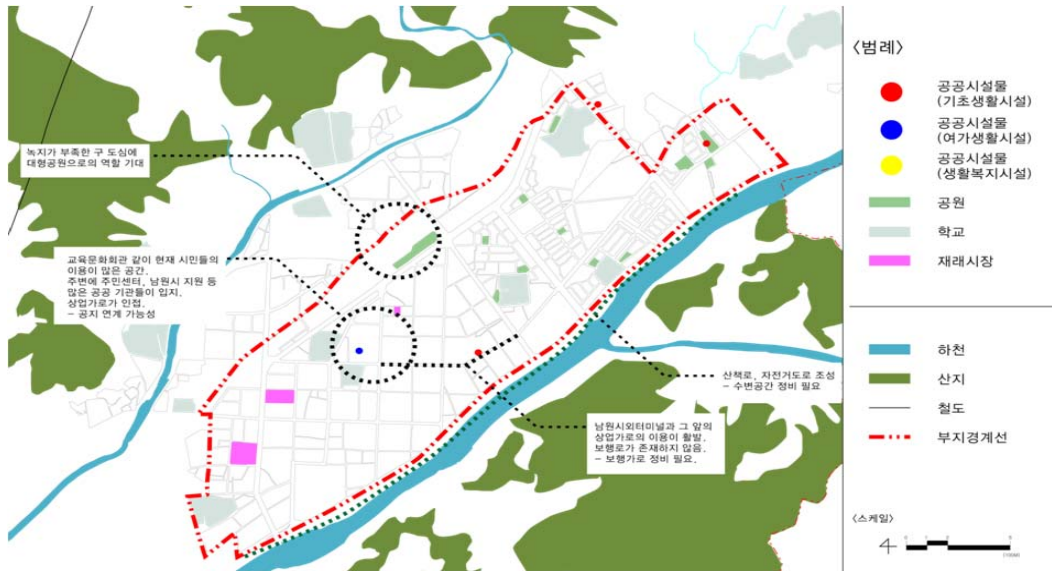 녹지가 부족한 구 도심에
대형공원으로의 역할 기대
교육문화회관 같이 현재 시민들의
이용이 많은 공간.
주변에 주민센터, 남원시 지원 등
많은 공공 기관들이 입지.
상업가로가 인접.
– 공지 연계 가능성
산책로, 자전거도로 조성
– 수변공간 정비 필요
남원시외터미널과 그 앞의
상업가로의 이용이 활발.
보행로가 존재하지 않음.
– 보행가로 정비 필요.
<범례>
공공시설물
(기초생활시설)
공공시설물
(여가생활시설)
공공시설물
(생활복지시설)
공원
학교
재래시장
하천
산지
철도
부지경계선
<스케일>
0 1 2 5
(100M)